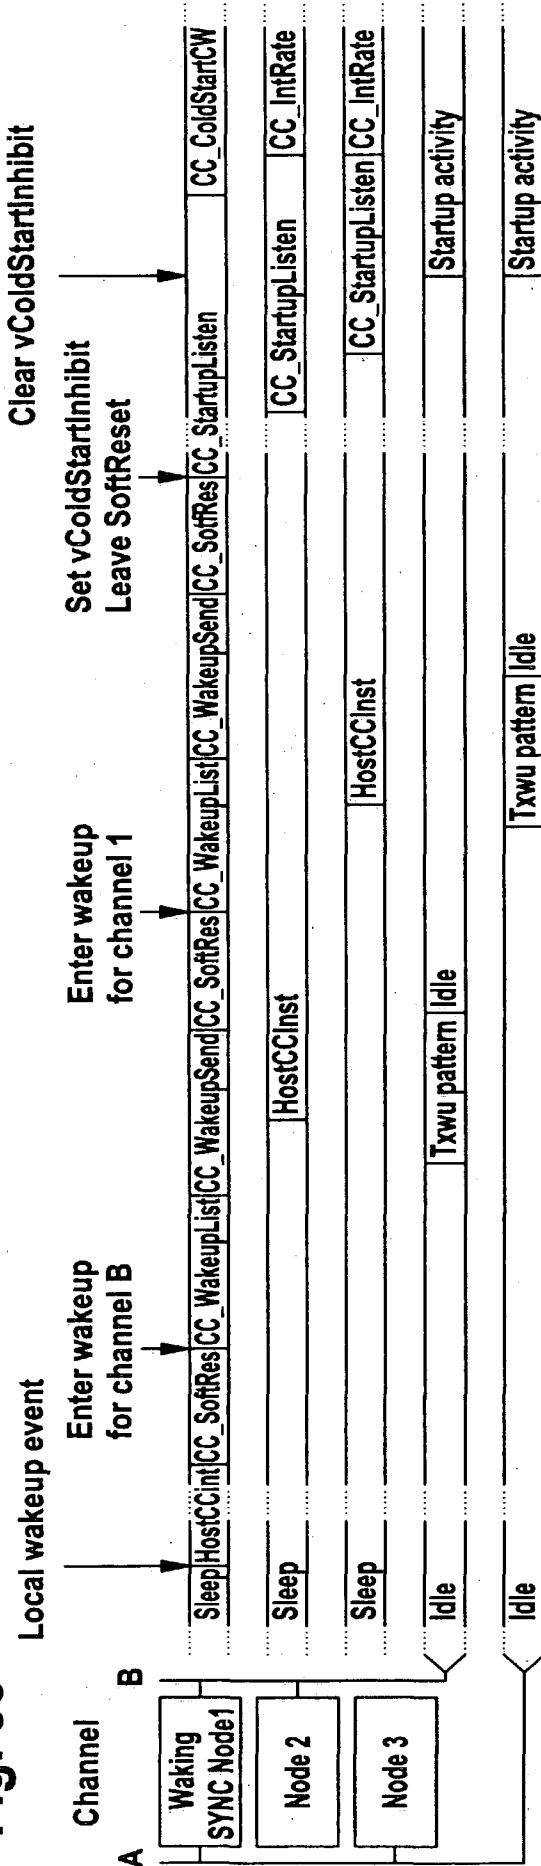 Local wakeup event
Clear vColdStartInhibit
Enter wakeup
for channel B
Enter wakeup
for channel 1
Set vColdStartInhibit
Leave SoftReset
Channel
A
B
Waking
SYNC Node1
Sleep HostCCint CC_SoftRes CC_WakeupList CC_WakeupSend CC_SoftRes CC_WakeupList CC_WakeupSend CC_SoftRes CC_StartupListen CC_ColdStartCW
Node 2
Sleep HostCCInst CC_StartupListen CC_IntRate
Node 3
Sleep HostCCInst CC_StartupListen CC_IntRate
Idle Txwu pattern Idle Startup activity
Idle Txwu pattern Idle Startup activity